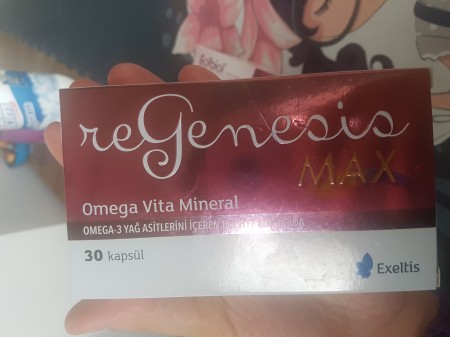 reGenesis
MAX
Omega Vita Mineral
OMEGA-3 YAĞ ASİTLERİNİ İÇEREN
30 kapsül
Exeltis